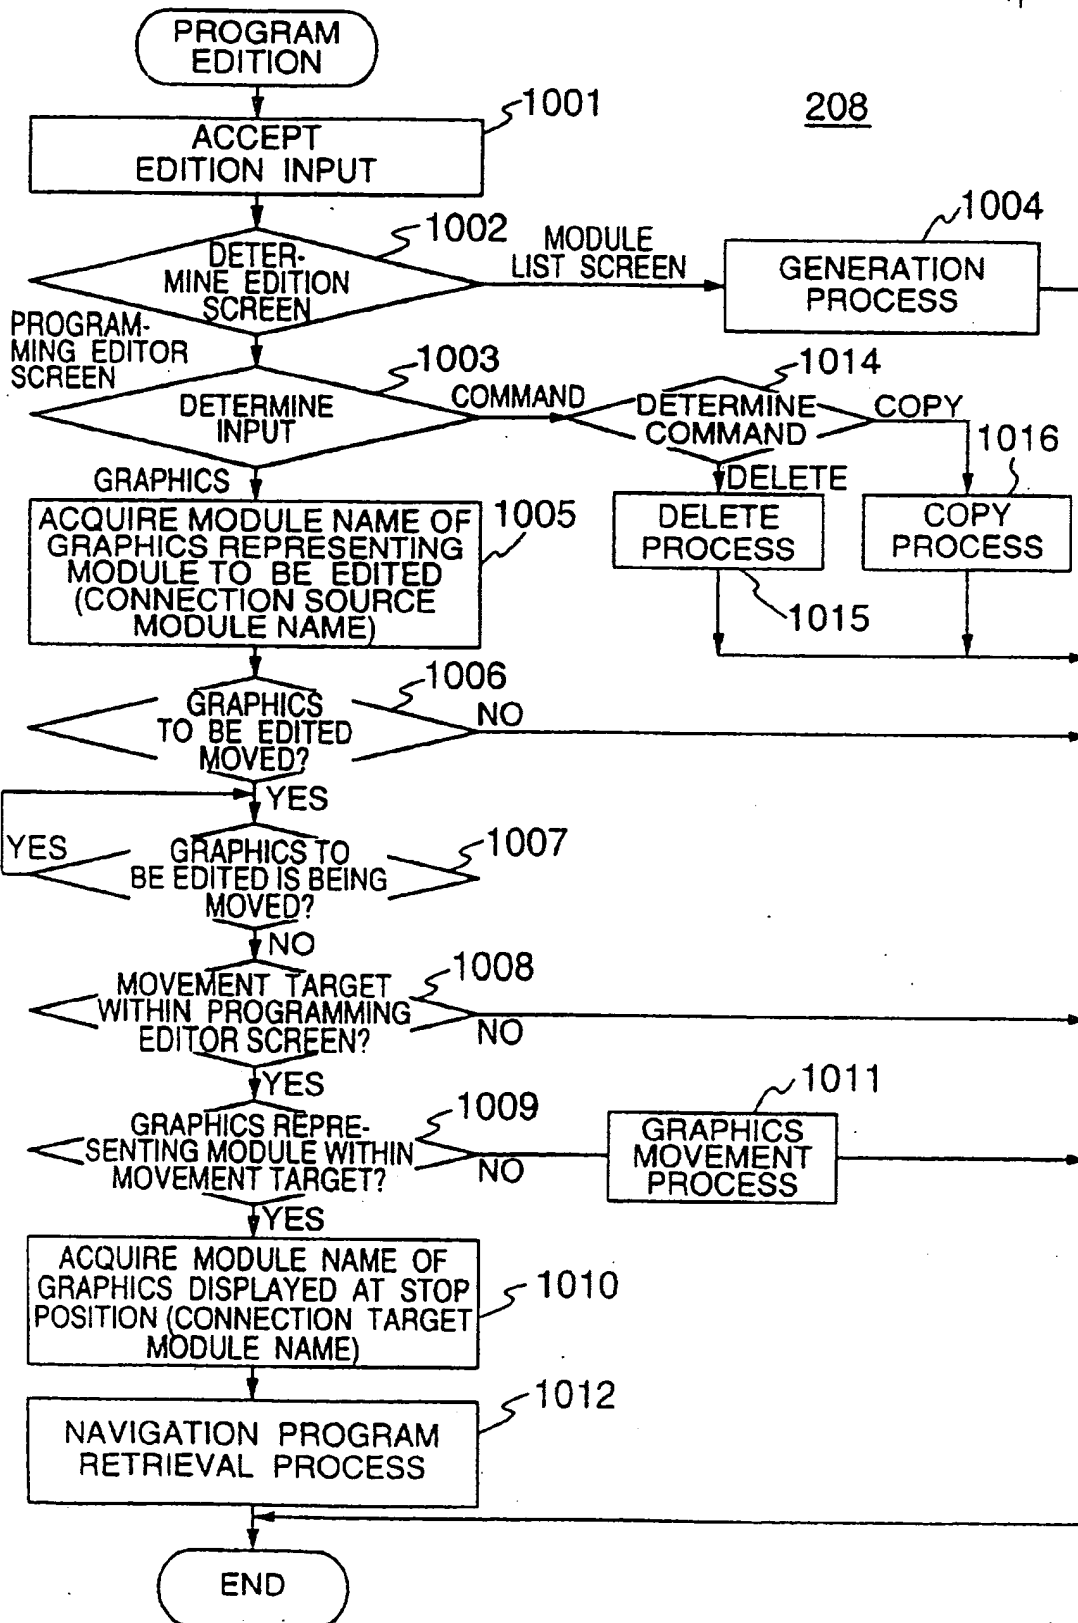 PROGRAM
EDITION
208
1001
ACCEPT
EDITION INPUT
1002
DETER-
MINE EDITION
SCREEN
MODULE
LIST SCREEN
1004
GENERATION
PROCESS
PROGRAM-
MING EDITOR
SCREEN
1003
DETERMINE
INPUT
COMMAND
1014
DETERMINE
COMMAND
COPY
1016
COPY
PROCESS
DELETE
DELETE
PROCESS
1015
GRAPHICS
1005
ACQUIRE MODULE NAME OF
GRAPHICS REPRESENTING
MODULE TO BE EDITED
(CONNECTION SOURCE
MODULE NAME)
1006
GRAPHICS
TO BE EDITED
MOVED?
NO
YES
YES
1007
GRAPHICS TO
BE EDITED IS BEING
MOVED?
NO
1008
MOVEMENT TARGET
WITHIN PROGRAMMING
EDITOR SCREEN?
NO
YES
1009
GRAPHICS REPRE-
SENTING MODULE WITHIN
MOVEMENT TARGET?
NO
1011
GRAPHICS
MOVEMENT
PROCESS
YES
ACQUIRE MODULE NAME OF
GRAPHICS DISPLAYED AT STOP
POSITION (CONNECTION TARGET
MODULE NAME)
1010
1012
NAVIGATION PROGRAM
RETRIEVAL PROCESS
END